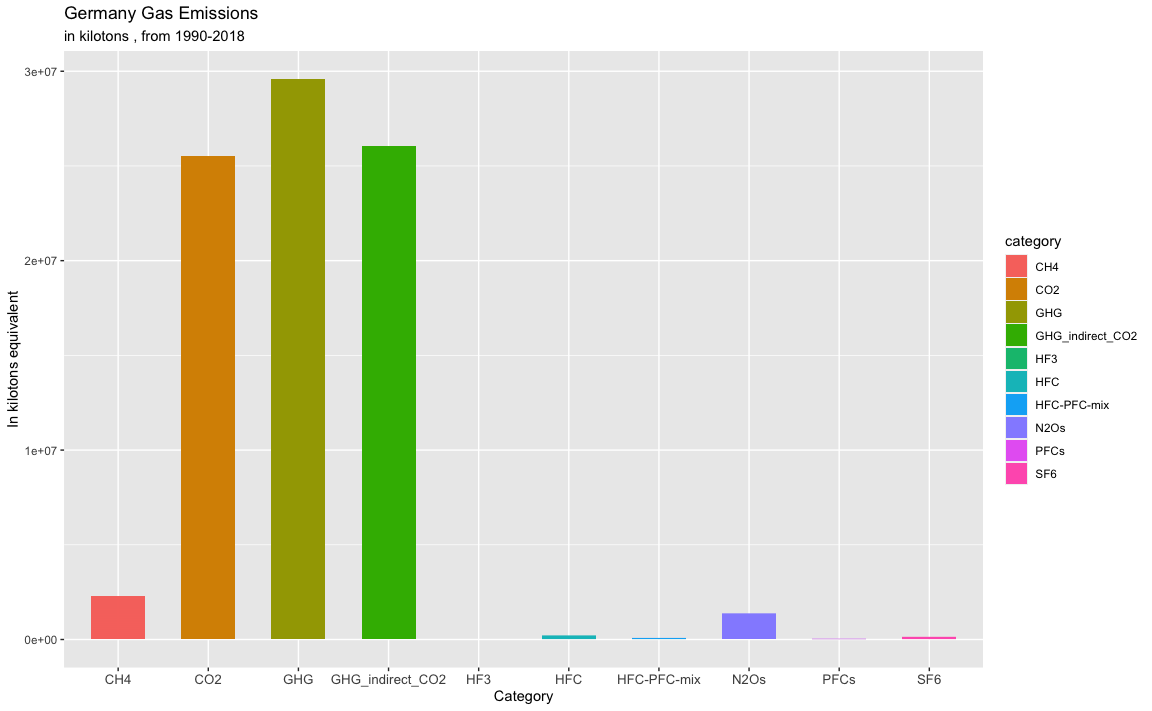 Germany Gas Emissions
in kilotons , from 1990-2018
3e+07
2e+07
1e+07
0e+00
In kilotons equivalent
CH4
CO2
GHG
GHG_indirect_CO2
HF3
HFC
HFC-PFC-mix
N2Os
PFCs
SF6
Category
category
CH4
CO2
GHG
GHG_indirect_CO2
HF3
HFC
HFC-PFC-mix
N2Os
PFCs
SF6